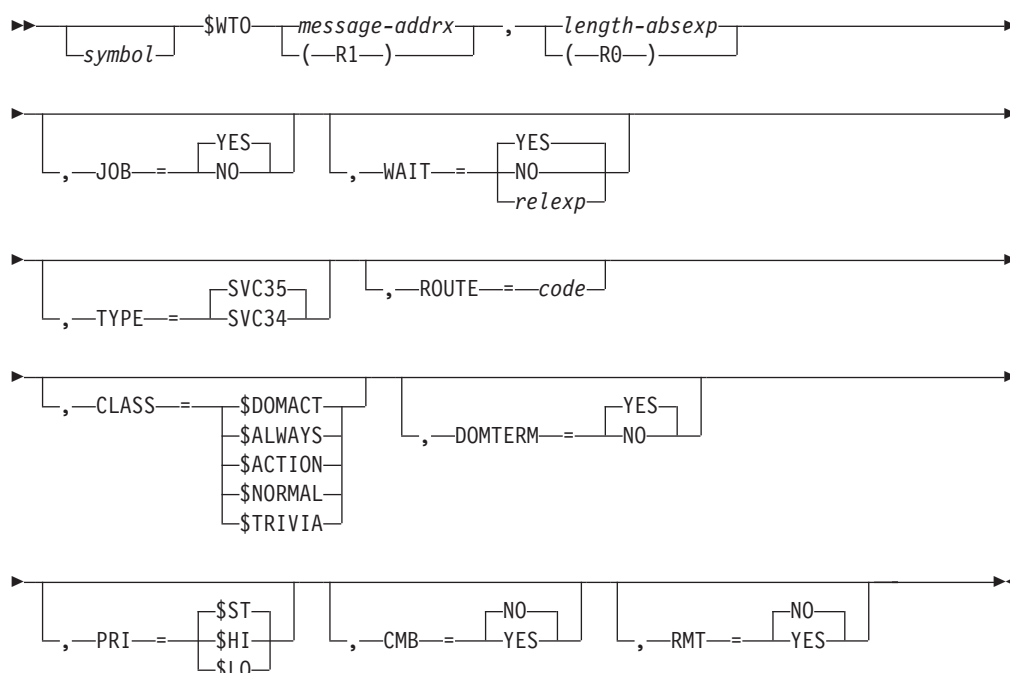 $WTO message-addrx , length-absexp
symbol (R1) (R0)
YES YES
,JOB= NO ,WAIT= NO
relexp
SVC35 ,ROUTE=code
,TYPE= SVC34
,CLASS= $DOMACT YES
$ALWAYS ,DOMTERM= NO
$ACTION
$NORMAL
$TRIVIA
$ST NO NO
,PRI= $HI ,CMB= YES ,RMT= YES
$LO